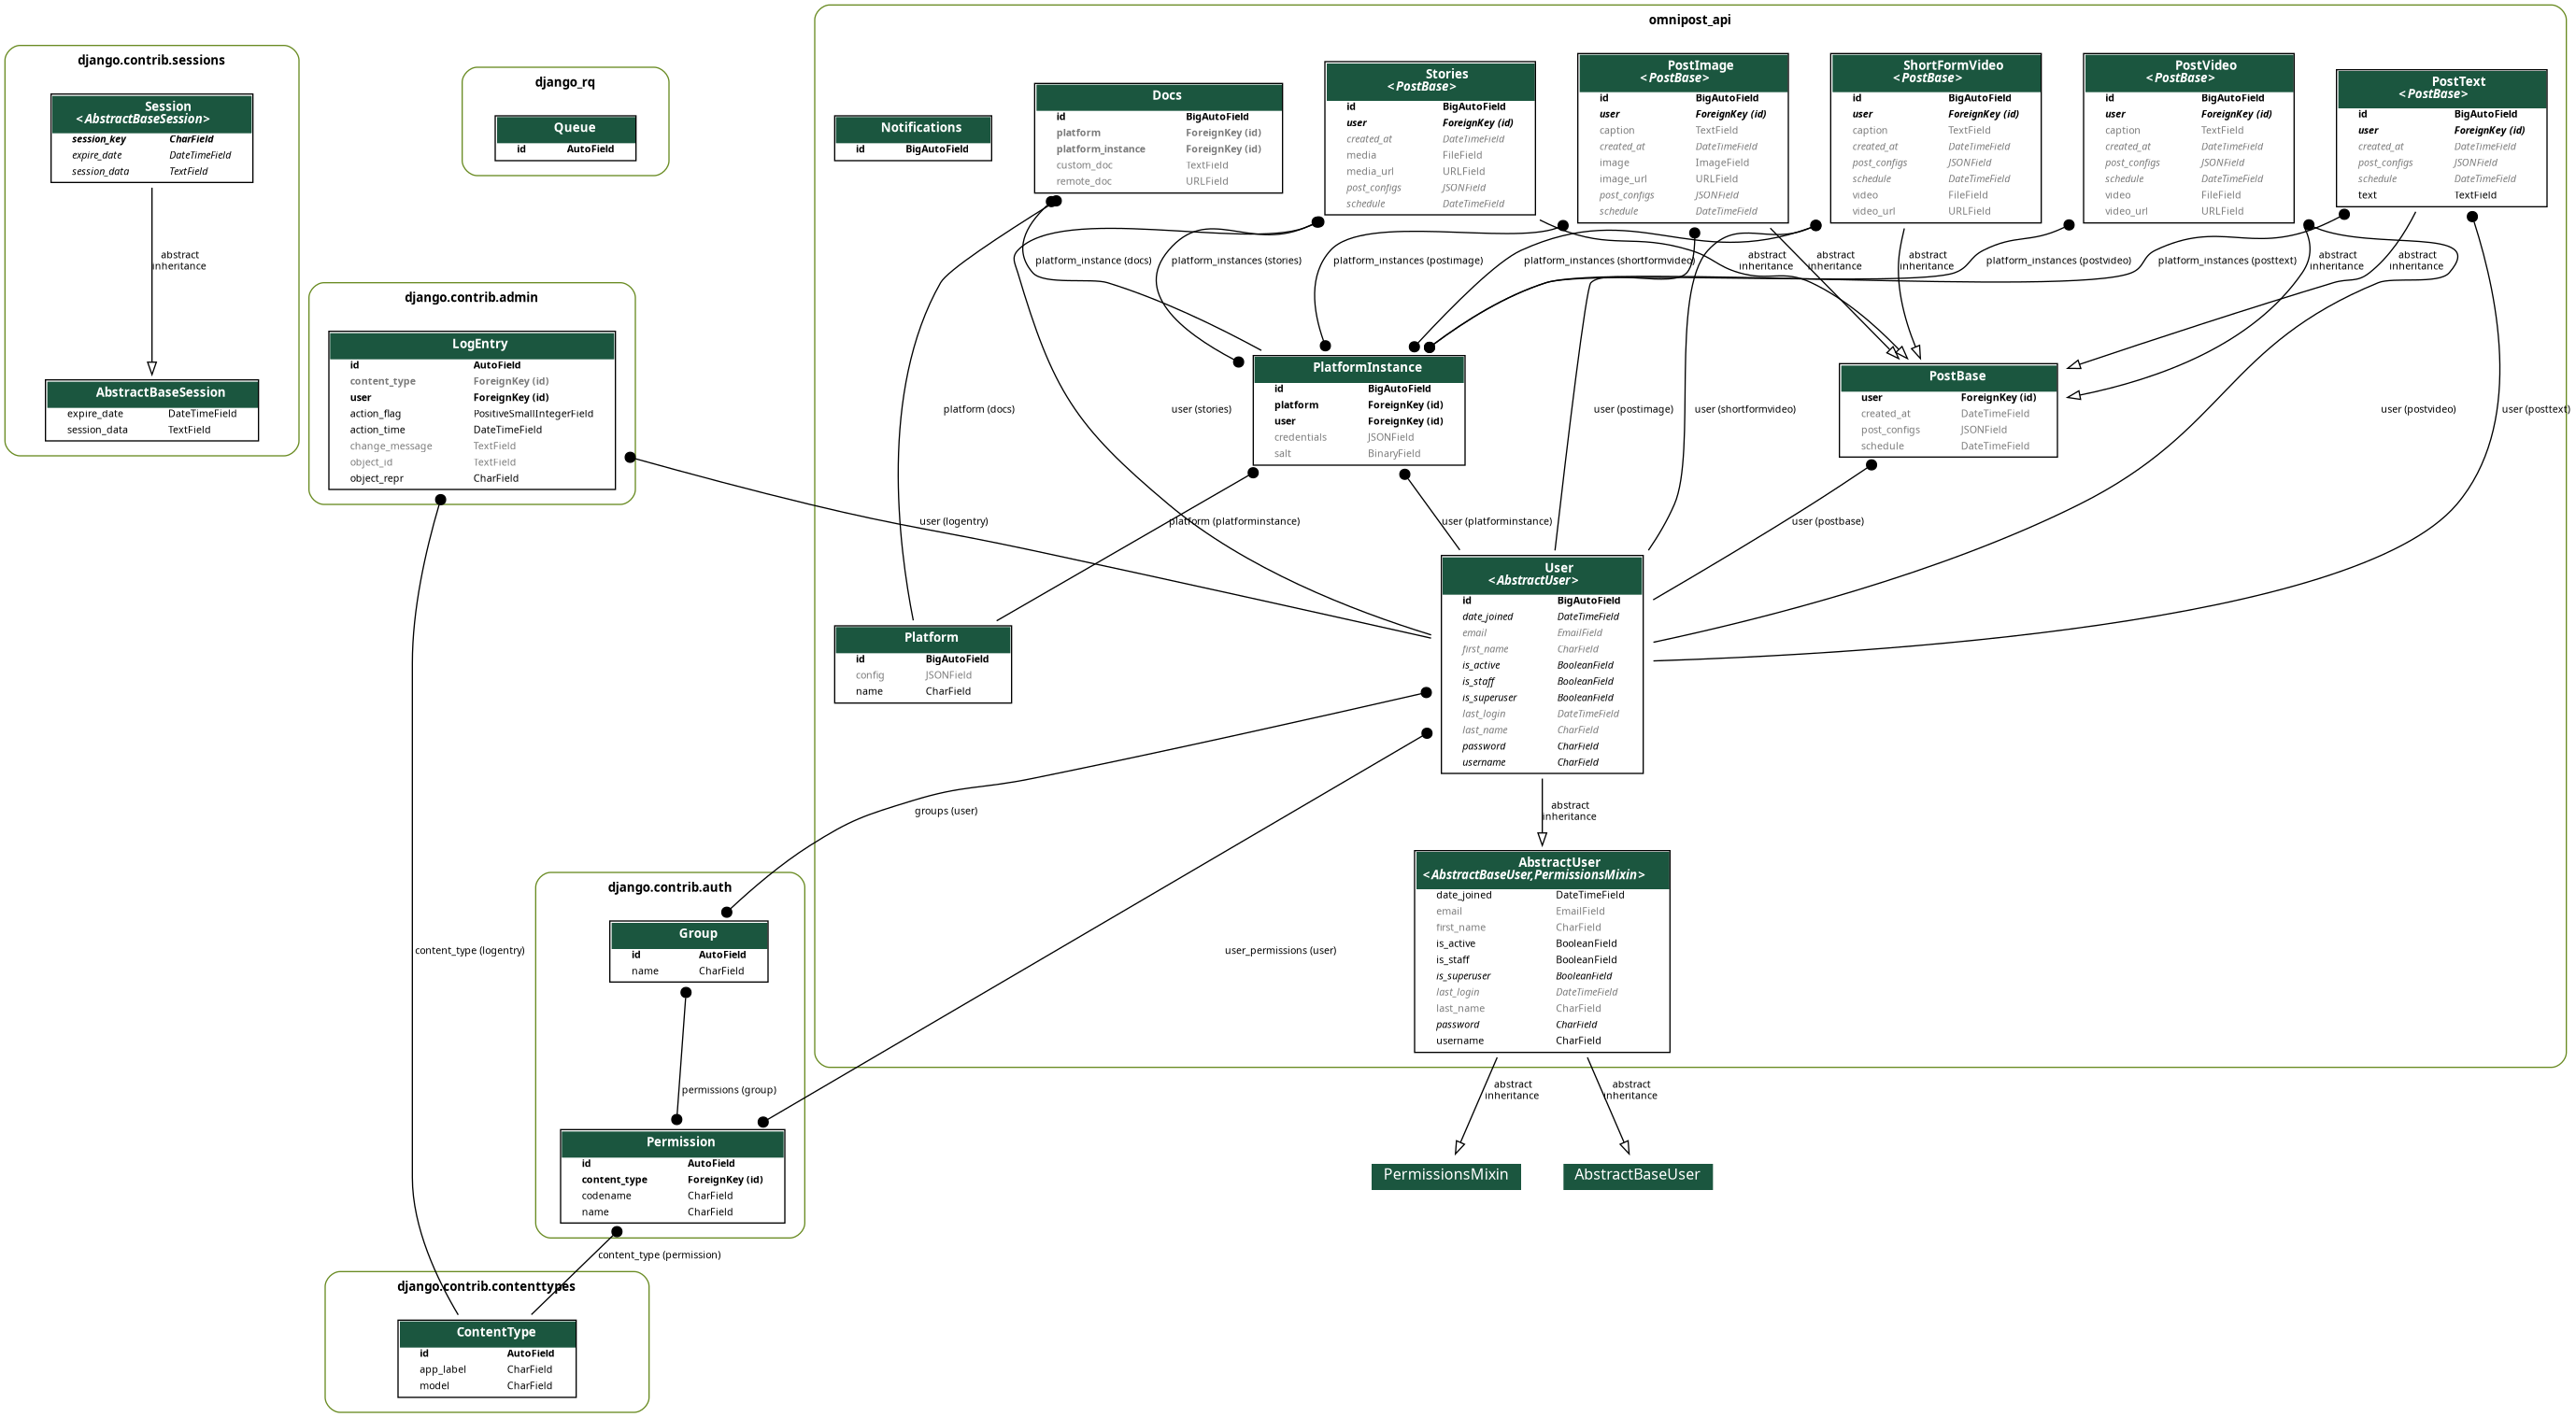 omnipost_api
django.contrib.sessions
Session
<AbstractBaseSession>
session_key CharField
expire_date DateTimeField
session_data TextField
abstract
inheritance
AbstractBaseSession
expire_date DateTimeField
session_data TextField
django_rq
Queue
id AutoField
django.contrib.admin
LogEntry
id AutoField
content_type ForeignKey (id)
user ForeignKey (id)
action_flag PositiveSmallIntegerField
action_time DateTimeField
change_message TextField
object_id TextField
object_repr CharField
Notifications
id BigAutoField
Docs
id BigAutoField
platform ForeignKey (id)
platform_instance ForeignKey (id)
custom_doc TextField
remote_doc URLField
Stories
<PostBase>
id BigAutoField
user ForeignKey (id)
created_at DateTimeField
media FileField
media_url URLField
post_configs JSONField
schedule DateTimeField
PostImage
<PostBase>
id BigAutoField
user ForeignKey (id)
caption TextField
created_at DateTimeField
image ImageField
image_url URLField
post_configs JSONField
schedule DateTimeField
ShortFormVideo
<PostBase>
id BigAutoField
user ForeignKey (id)
caption TextField
created_at DateTimeField
post_configs JSONField
schedule DateTimeField
video FileField
video_url URLField
PostVideo
<PostBase>
id BigAutoField
user ForeignKey (id)
caption TextField
created_at DateTimeField
post_configs JSONField
schedule DateTimeField
video FileField
video_url URLField
PostText
<PostBase>
id BigAutoField
user ForeignKey (id)
created_at DateTimeField
post_configs JSONField
schedule DateTimeField
text TextField
platform_instance (docs)
platform_instances (stories)
platform_instances (postimage)
platform_instances (shortformvideo)
abstract
inheritance
abstract
inheritance
abstract
inheritance
platform_instances (postvideo)
platform_instances (posttext)
abstract
inheritance
abstract
inheritance
PlatformInstance
id BigAutoField
platform ForeignKey (id)
user ForeignKey (id)
credentials JSONField
salt BinaryField
PostBase
user ForeignKey (id)
created_at DateTimeField
post_configs JSONField
schedule DateTimeField
platform (docs)
user (stories)
user (postimage)
user (shortformvideo)
user (postvideo)
user (posttext)
user (logentry)
platform (platforminstance)
user (platforminstance)
user (postbase)
Platform
id BigAutoField
config JSONField
name CharField
User
<AbstractUser>
id BigAutoField
date_joined DateTimeField
email EmailField
first_name CharField
is_active BooleanField
is_staff BooleanField
is_superuser BooleanField
last_login DateTimeField
last_name CharField
password CharField
username CharField
groups (user)
abstract
inheritance
AbstractUser
<AbstractBaseUser,PermissionsMixin>
date_joined DateTimeField
email EmailField
first_name CharField
is_active BooleanField
is_staff BooleanField
is_superuser BooleanField
last_login DateTimeField
last_name CharField
password CharField
username CharField
django.contrib.auth
Group
id AutoField
name CharField
content_type (logentry)
user_permissions (user)
permissions (group)
abstract
inheritance
abstract
inheritance
Permission
id AutoField
content_type ForeignKey (id)
codename CharField
name CharField
PermissionsMixin
AbstractBaseUser
content_type (permission)
django.contrib.contenttypes
ContentType
id AutoField
app_label CharField
model CharField